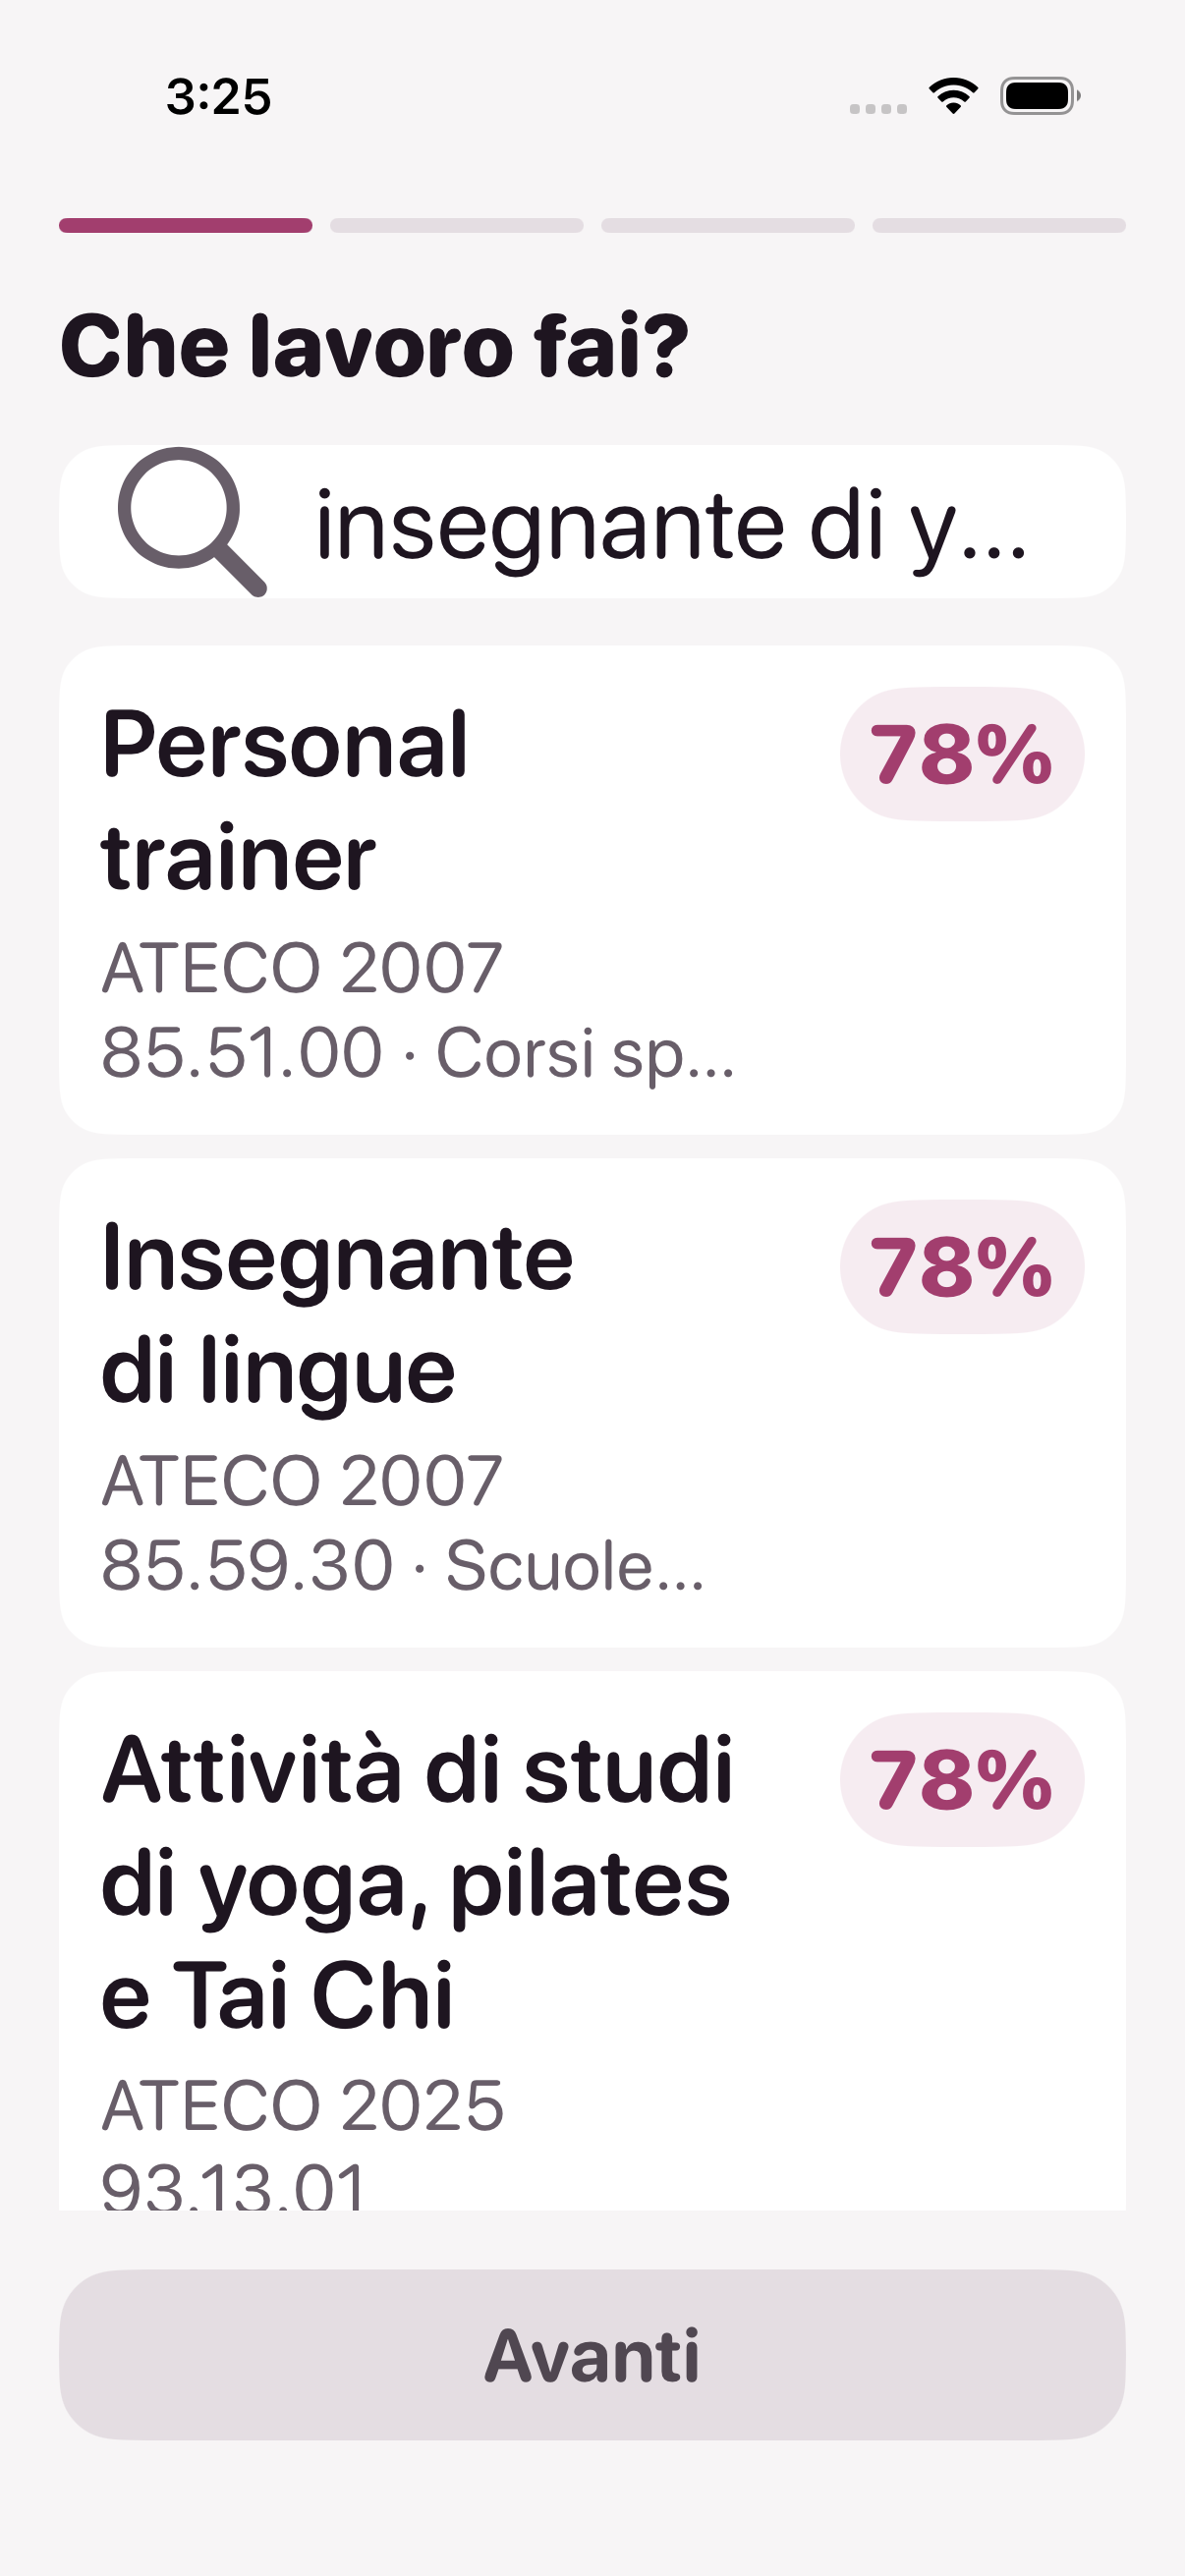 3:25
Che lavoro fai?
insegnante di y...
Personal
trainer
78%
ATECO 2007
85.51.00 · Corsi sp...
Insegnante
di lingue
78%
ATECO 2007
85.59.30 · Scuole...
Attività di studi
di yoga, pilates
e Tai Chi
78%
ATECO 2025
93.13.01
Avanti